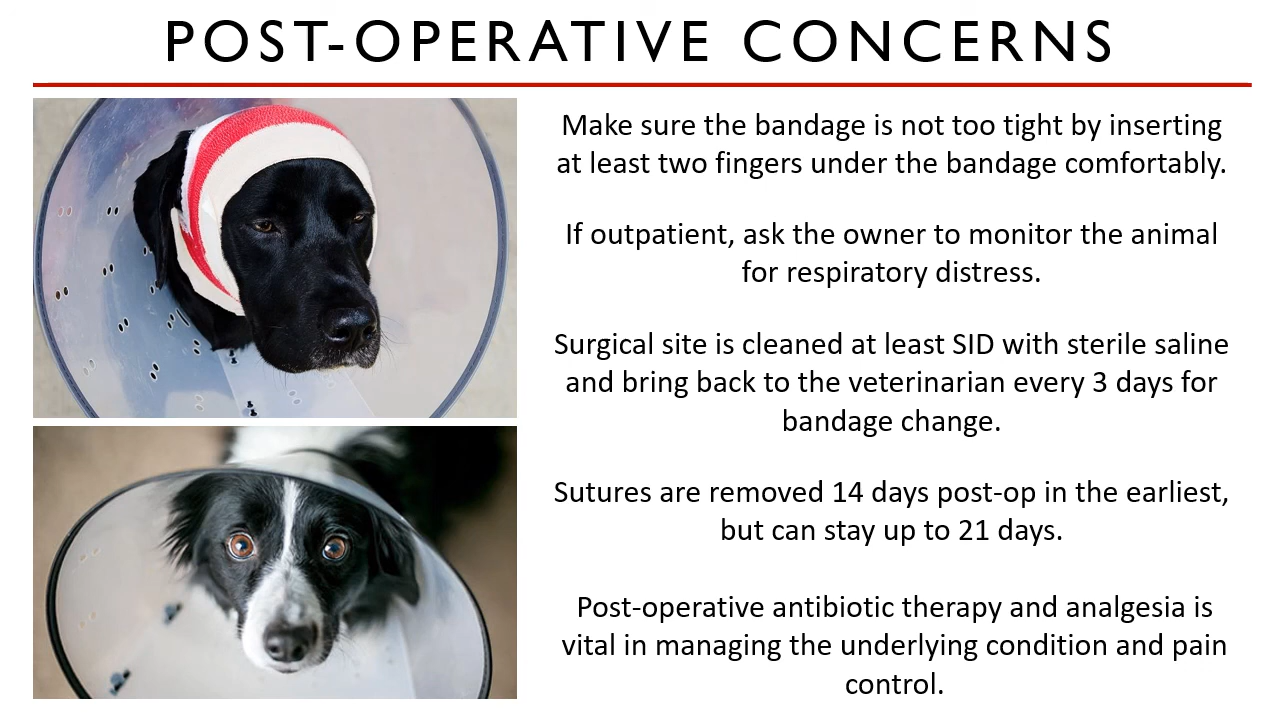 POST-OPERATIVE CONCERNS
Make sure the bandage is not too tight by inserting
at least two fingers under the bandage comfortably.
If outpatient, ask the owner to monitor the animal
for respiratory distress.
Surgical site is cleaned at least SID with sterile saline
and bring back to the veterinarian every 3 days for
bandage change.
Sutures are removed 14 days post-op in the earliest,
but can stay up to 21 days.
Post-operative antibiotic therapy and analgesia is
vital in managing the underlying condition and pain
control.